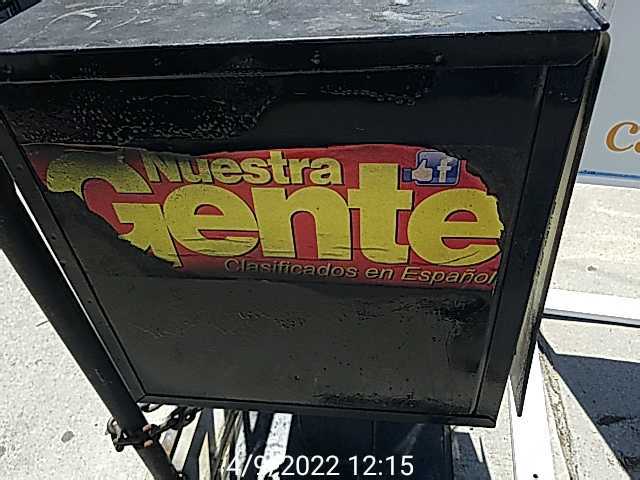 Nuestra
Gente
Clasificados en Español
4/9/2022 12:15